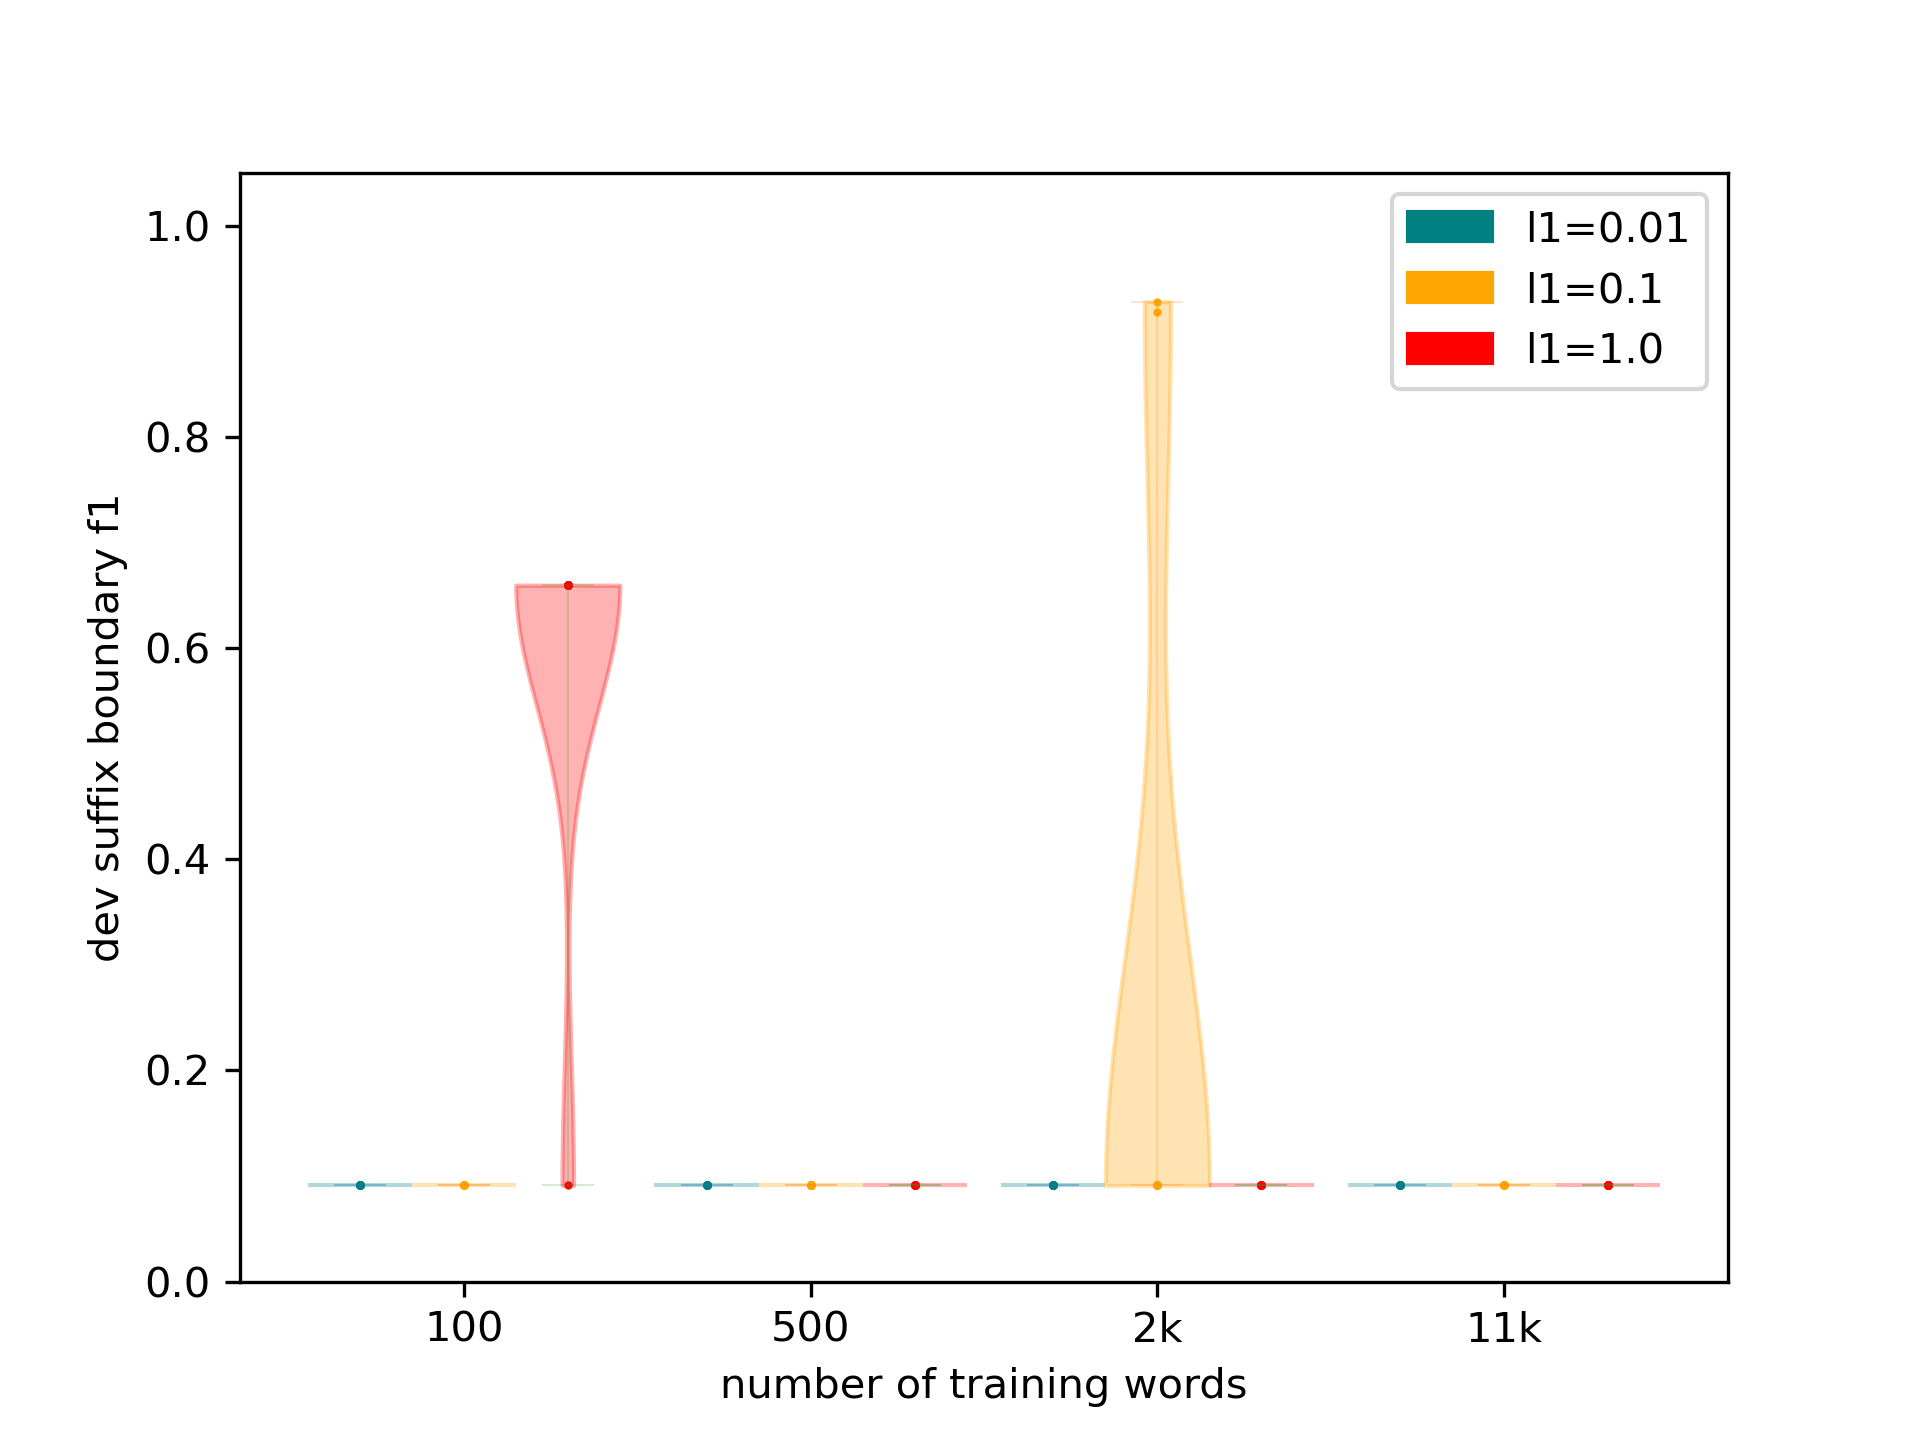 l1=0.01
l1=0.1
l1=1.0
1.0
0.8
0.6
0.4
0.2
0.0
dev suffix boundary f1
100 500 2k 11k
number of training words